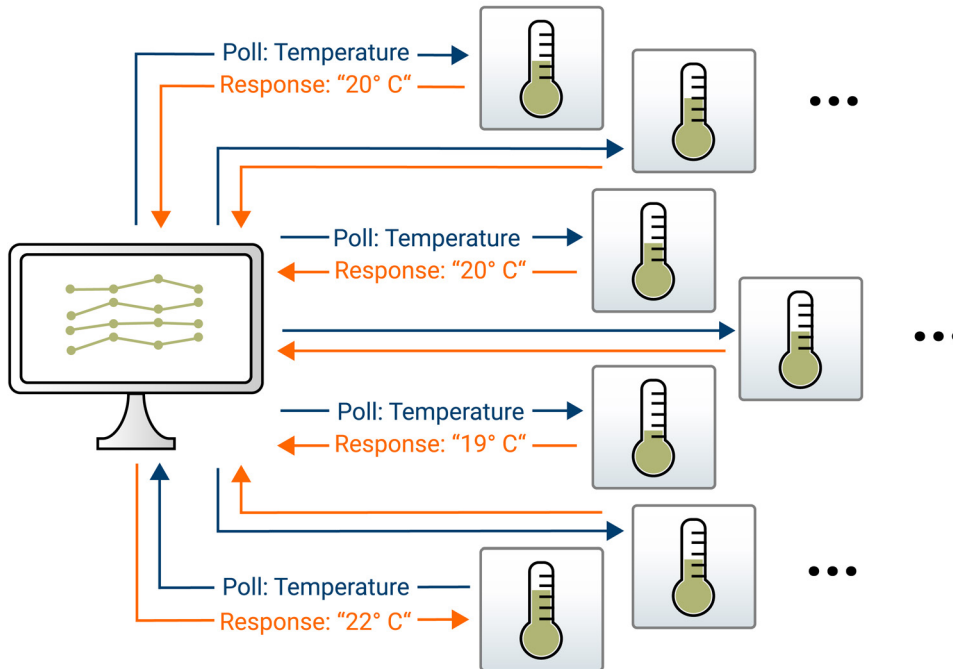 Poll: Temperature
Response: “20° C“
Poll: Temperature
Response: “20° C“
Poll: Temperature
Response: “19° C“
Poll: Temperature
Response: “22° C“